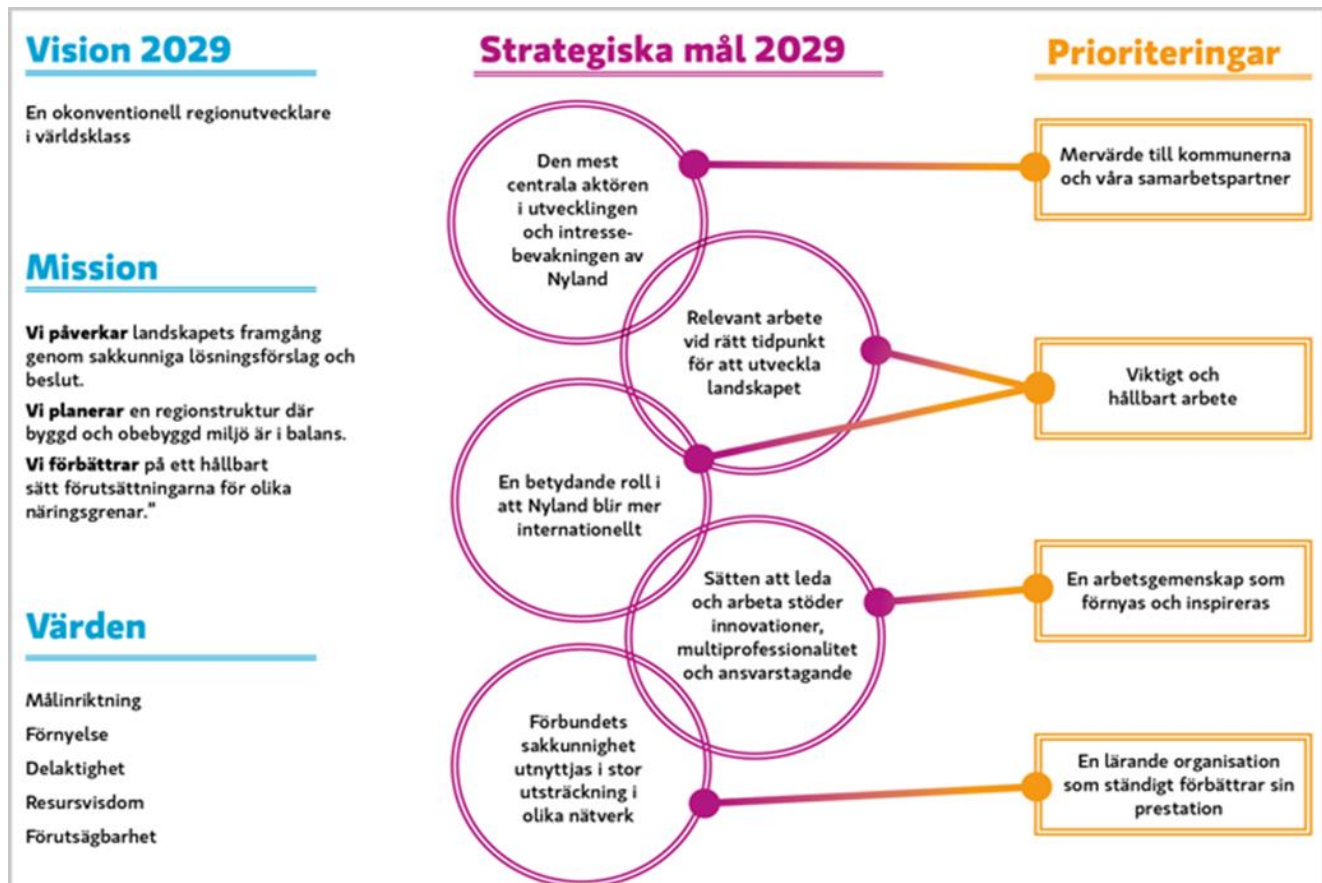 Vision 2029
En okonventionell regionutvecklare
i världsklass
Mission
Vi påverkar landskapets framgång
genom sakkunniga lösningsförslag och
beslut.
Vi planerar en regionstruktur där
byggd och obebyggd miljö är i balans.
Vi förbättrar på ett hållbart
sätt förutsättningarna för olika
näringsgrenar."
Värden
Målinriktning
Förnyelse
Delaktighet
Resursvisdom
Förutsägbarhet
Strategiska mål 2029
Den mest
centrala aktören
i utvecklingen
och intresse-
bevakningen av
Nyland
Relevant arbete
vid rätt tidpunkt
för att utveckla
landskapet
En betydande roll i
att Nyland blir mer
internationellt
Sätten att leda
och arbeta stöder
innovationer,
multiprofessionalitet
och ansvarstagande
Förbundets
sakkunnighet
utnyttjas i stor
utsträckning i
olika nätverk
Prioriteringar
Mervärde till kommunerna
och våra samarbetspartner
Viktigt och
hållbart arbete
En arbetsgemenskap som
förnyas och inspireras
En lärande organisation
som ständigt förbättrar sin
prestation